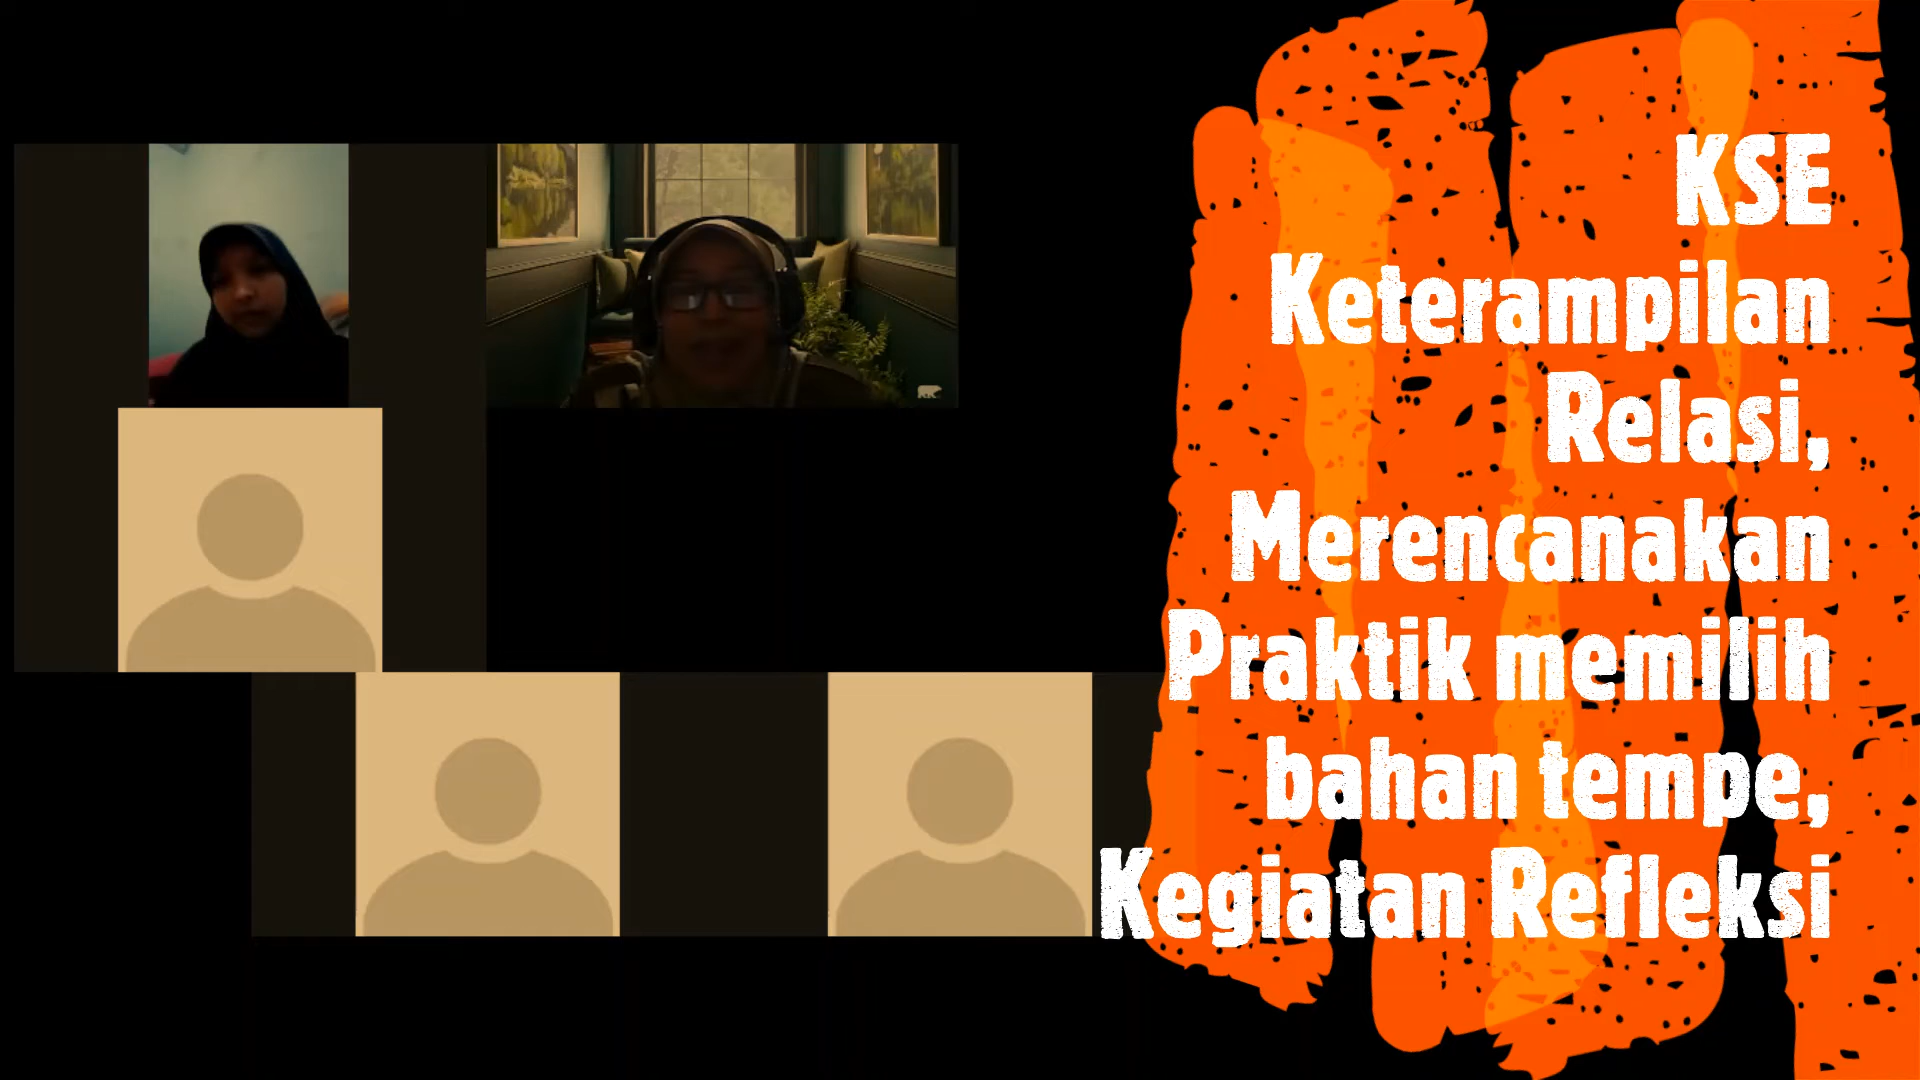 KSE
Keterampilan
Relasi,
Merencanakan
Praktik memilih
bahan tempe,
Kegiatan Refleksi